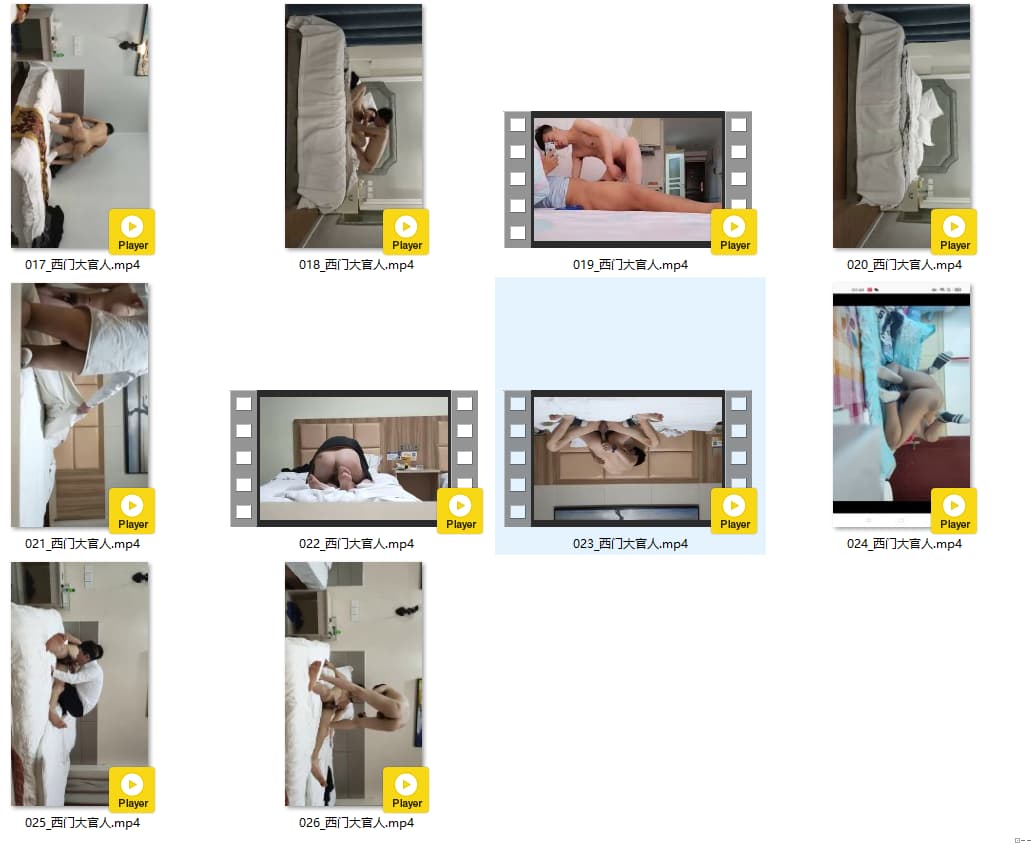 Player
Player
Player
Player
017_西门大官人.mp4
018_西门大官人.mp4
019_西门大官人.mp4
020_西门大官人.mp4
Player
Player
Player
Player
021_西门大官人.mp4
022_西门大官人.mp4
023_西门大官人.mp4
024_西门大官人.mp4
Player
Player
025_西门大官人.mp4
026_西门大官人.mp4